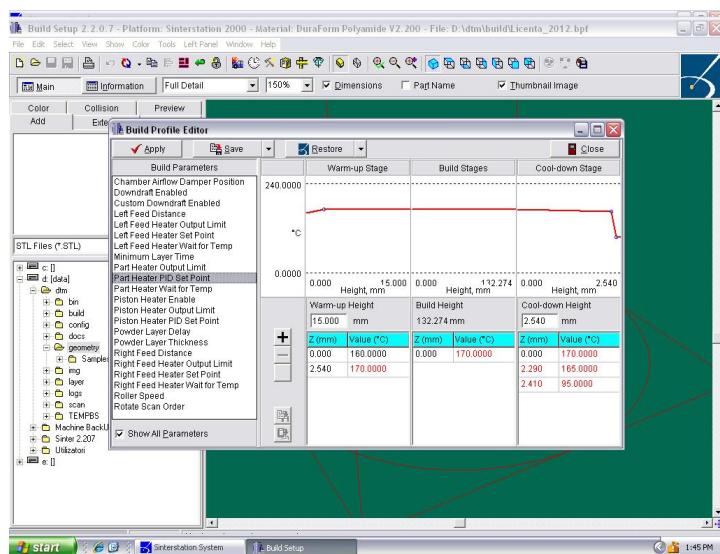 Build Setup 2.2.0.7 - Platform: Sinterstation 2000 - Material: DuraForm Polyamide V2.200 - File: D:\dtm\build\Licenta_2012.bpf
File Edit Select View Show Color Tools Left Panel Window Help
Main Information Full Detail 150% Dimensions Part Name Thumbnail Image
Color Collision Preview
Add Exte
Build Profile Editor
Apply Save Restore Close
Build Parameters Warm-up Stage Build Stages Cool-down Stage
Chamber Airflow Damper Position
Downdraft Enabled
Custom Downdraft Enabled
Left Feed Distance
Left Feed Heater Output Limit
Left Feed Heater Set Point
Left Feed Heater Wait for Temp
Minimum Layer Time
Part Heater Output Limit
Part Heater PID Set Point
Part Heater Wait for Temp
Piston Heater Enable
Piston Heater Output Limit
Piston Heater PID Set Point
Powder Layer Delay
Powder Layer Thickness
Right Feed Distance
Right Feed Heater Output Limit
Right Feed Heater Set Point
Right Feed Heater Wait for Temp
Roller Speed
Rotate Scan Order
Show All Parameters
240.0000
°C
0.0000
0.000 15.000 0.000 132.274 0.000 2.540
Height, mm Height, mm Height, mm
Warm-up Height Build Height Cool-down Height
15.000 mm 132.274 mm 2.540 mm
Z (mm) Value (°C) Z (mm) Value (°C) Z (mm) Value (°C)
0.000 160.0000 0.000 170.0000 0.000 170.0000
2.540 170.0000 2.290 165.0000
2.410 95.0000
STL Files (*.STL)
c: []
d: [data]
dtm
bin
build
config
docs
geometry
Samples
img
layer
logs
scan
TEMPBS
Machine BackU
Sinter 2.207
Utilizatori
e: []
start Sinterstation System Build Setup 1:45 PM